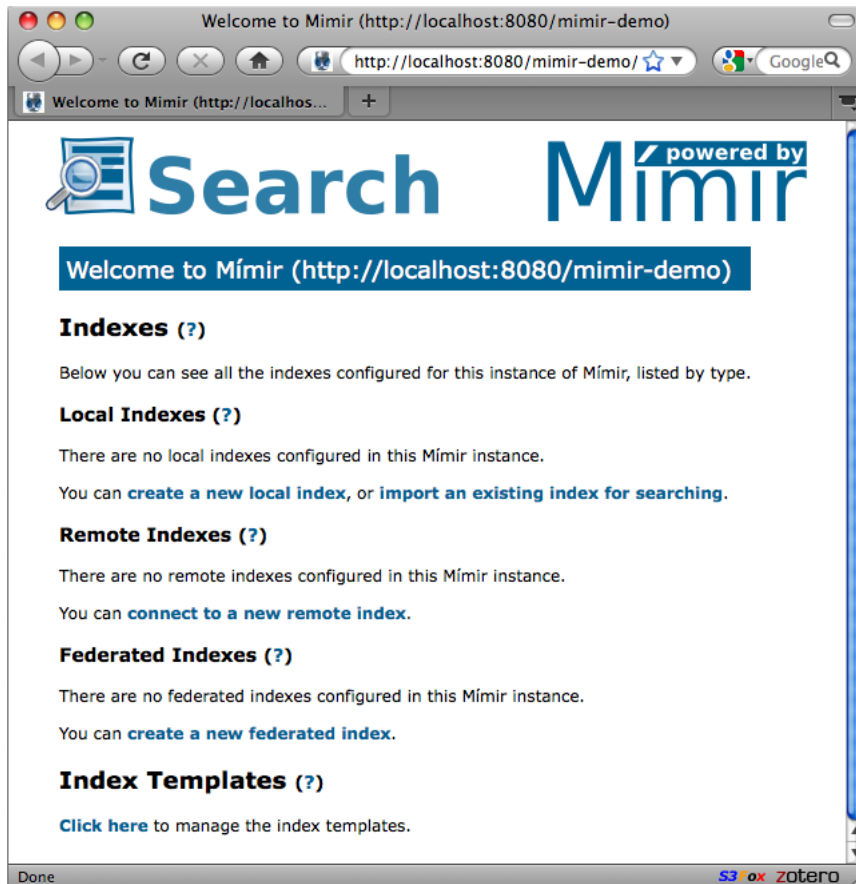 Welcome to Mimir (http://localhost:8080/mimir-demo)
http://localhost:8080/mimir-demo/
Google
Welcome to Mimir (http://localhos...
+
Search
powered by
Mímir
Welcome to Mímir (http://localhost:8080/mimir-demo)
Indexes (?)
Below you can see all the indexes configured for this instance of Mímir, listed by type.
Local Indexes (?)
There are no local indexes configured in this Mímir instance.
You can create a new local index, or import an existing index for searching.
Remote Indexes (?)
There are no remote indexes configured in this Mímir instance.
You can connect to a new remote index.
Federated Indexes (?)
There are no federated indexes configured in this Mímir instance.
You can create a new federated index.
Index Templates (?)
Click here to manage the index templates.
Done
S3Fox zotero